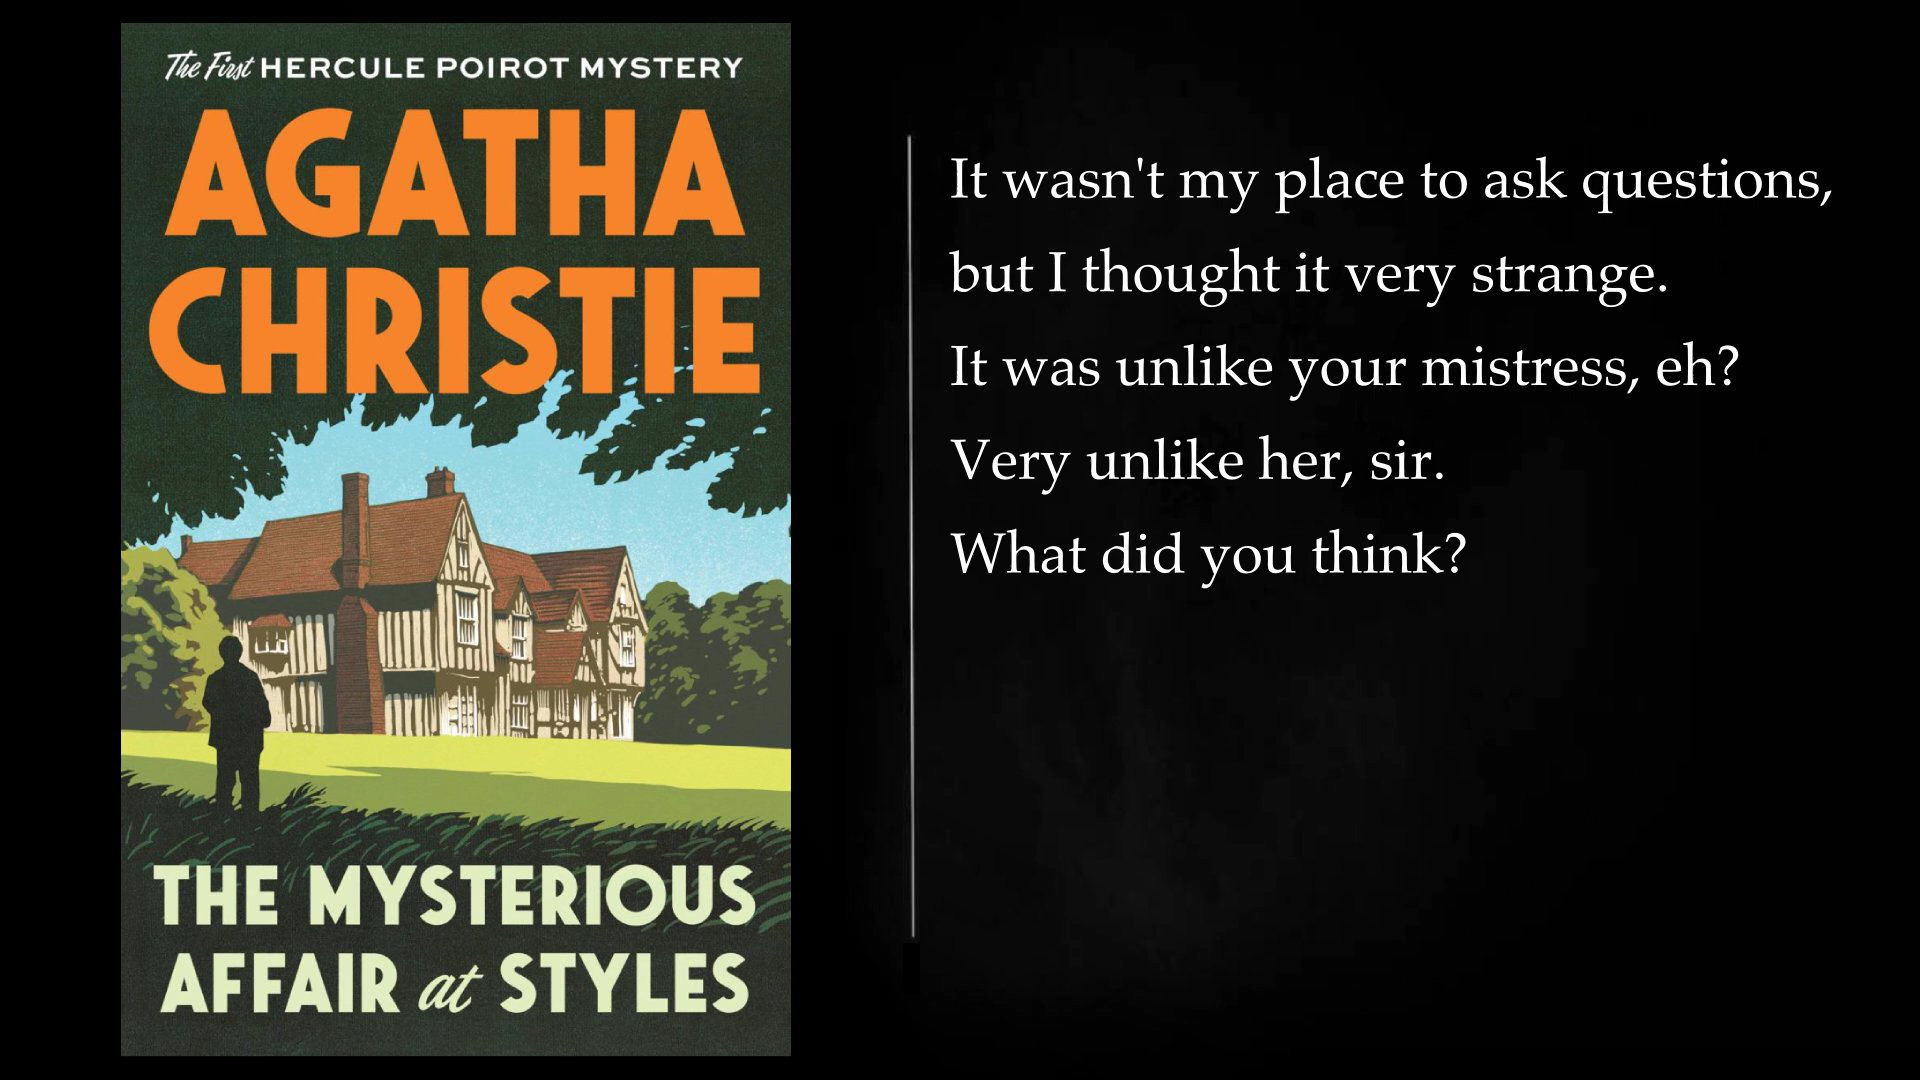 The First HERCULE POIROT MYSTERY
AGATHA
CHRISTIE
THE MYSTERIOUS
AFFAIR at STYLES
It wasn't my place to ask questions,
but I thought it very strange.
It was unlike your mistress, eh?
Very unlike her, sir.
What did you think?